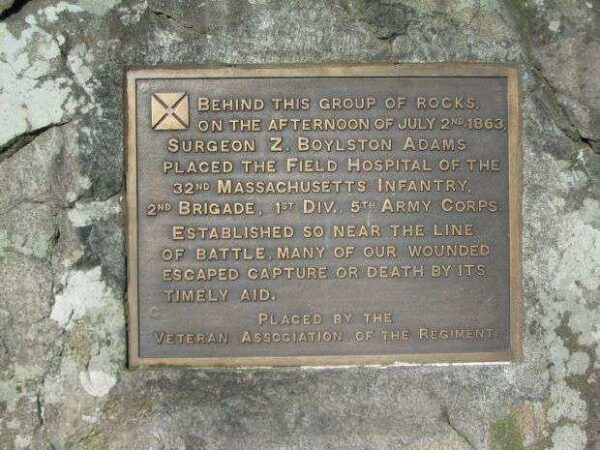 Behind this group of rocks,
on the afternoon of July 2nd 1863,
Surgeon Z. Boylston Adams
placed the Field Hospital of the
32nd Massachusetts Infantry,
2nd Brigade, 1st Div., 5th Army Corps.
Established so near the line
of battle, many of our wounded
escaped capture or death by its
timely aid.
Placed by the
Veteran Association of the Regiment.